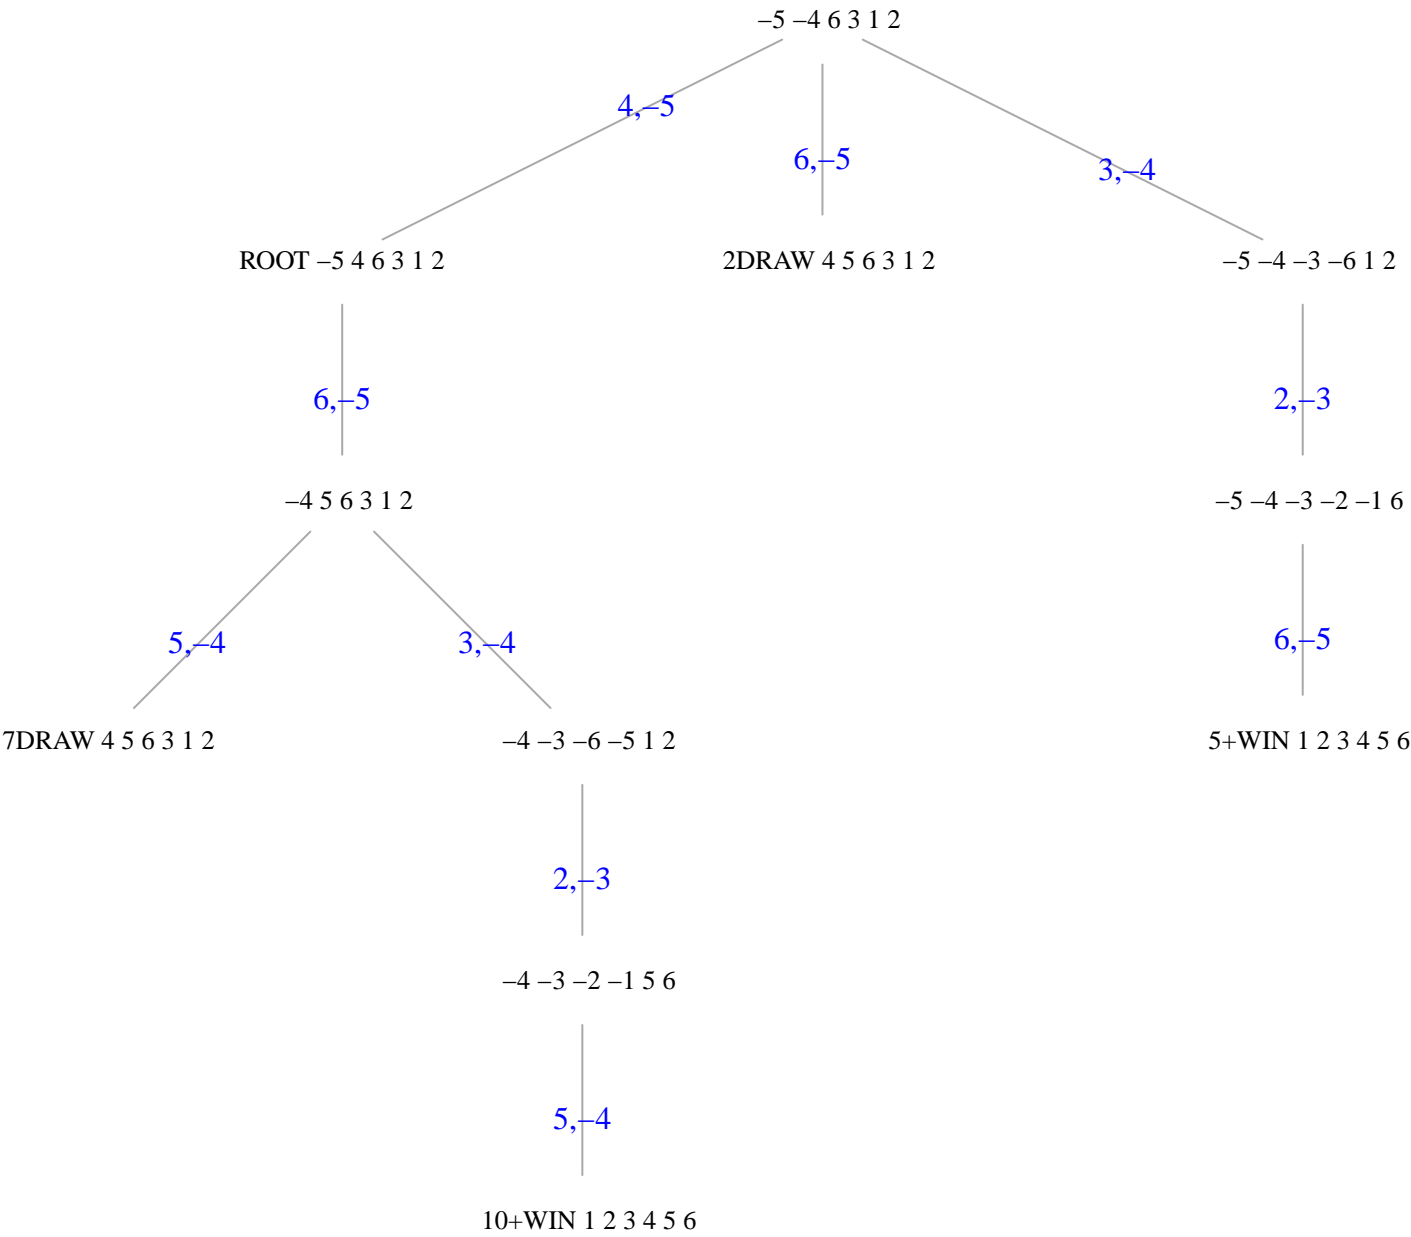 –5 –4 6 3 1 2
4,–5
6,–5
3,–4
ROOT –5 4 6 3 1 2
2DRAW 4 5 6 3 1 2
–5 –4 –3 –6 1 2
6,–5
2,–3
–4 5 6 3 1 2
–5 –4 –3 –2 –1 6
5,–4
3,–4
6,–5
7DRAW 4 5 6 3 1 2
–4 –3 –6 –5 1 2
5+WIN 1 2 3 4 5 6
2,–3
–4 –3 –2 –1 5 6
5,–4
10+WIN 1 2 3 4 5 6